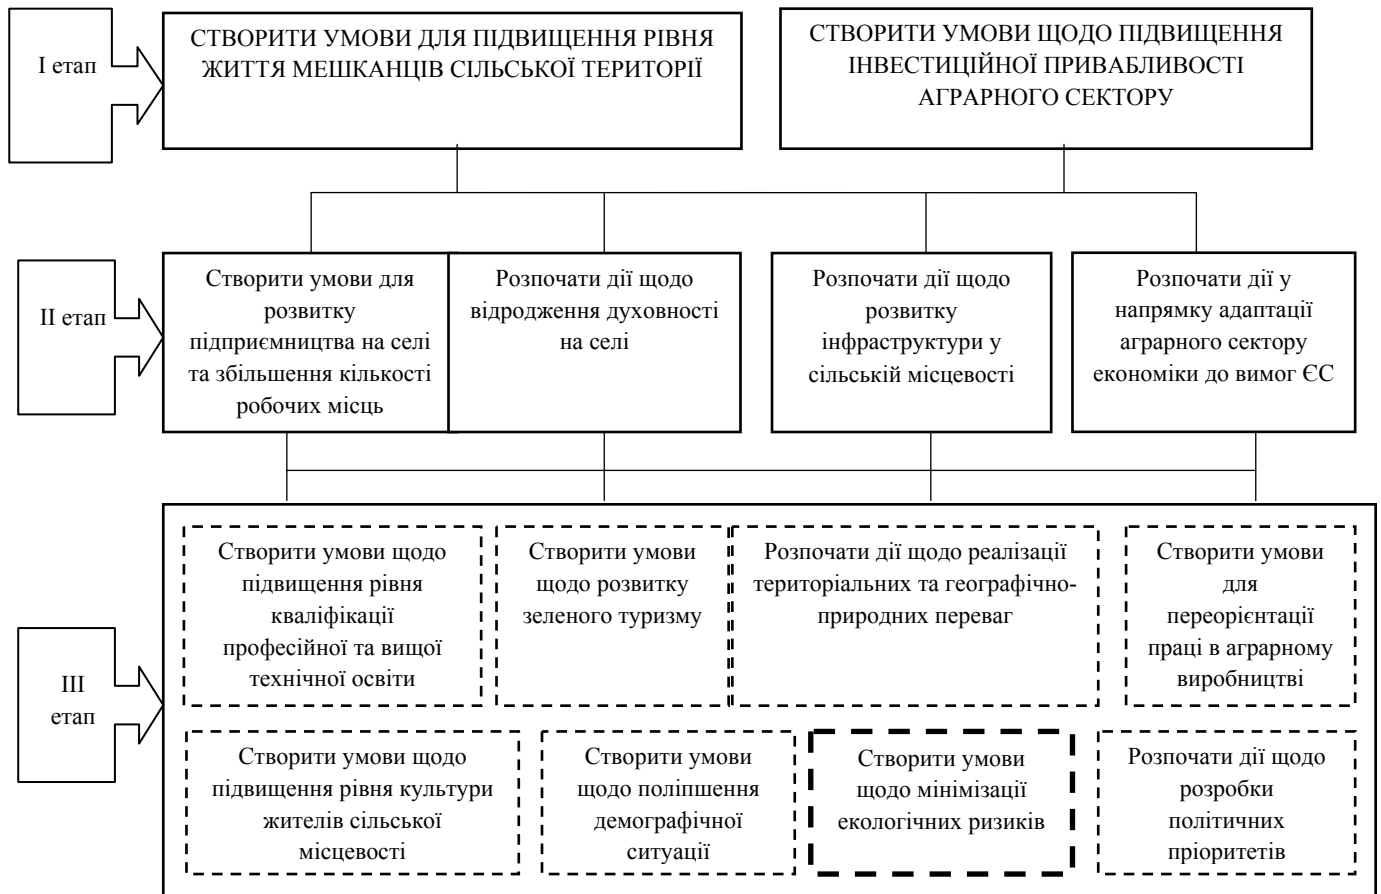 І етап
СТВОРИТИ УМОВИ ДЛЯ ПІДВИЩЕННЯ РІВНЯ
ЖИТТЯ МЕШКАНЦІВ СІЛЬСЬКОЇ ТЕРИТОРІЇ
СТВОРИТИ УМОВИ ЩОДО ПІДВИЩЕННЯ
ІНВЕСТИЦІЙНОЇ ПРИВАБЛИВОСТІ
АГРАРНОГО СЕКТОРУ
ІІ етап
Створити умови для
розвитку
підприємництва на селі
та збільшення кількості
робочих місць
Розпочати дії щодо
відродження духовності
на селі
Розпочати дії щодо
розвитку
інфраструктури у
сільській місцевості
Розпочати дії у
напрямку адаптації
аграрного сектору
економіки до вимог ЄС
ІІІ
етап
Створити умови щодо
підвищення рівня
кваліфікації
професійної та вищої
технічної освіти
Створити умови
щодо розвитку
зеленого туризму
Розпочати дії щодо реалізації
територіальних та географічно-
природних переваг
Створити умови
для
переорієнтації
праці в аграрному
виробництві
Створити умови щодо
підвищення рівня культури
жителів сільської
місцевості
Створити умови
щодо поліпшення
демографічної
ситуації
Створити умови
щодо мінімізації
екологічних ризиків
Розпочати дії щодо
розробки
політичних
пріоритетів